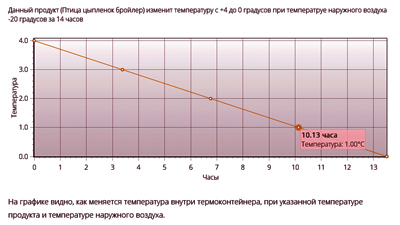 Данный продукт (Птица цыпленок бройлер) изменит температуру с +4 до 0 градусов при температуре наружного воздуха
-20 градусов за 14 часов
4.0
3.0
2.0
1.0
0.0
Температура
10.13 часа
Температура: 1.00°C
0 1 2 3 4 5 6 7 8 9 10 11 12 13
Часы
На графике видно, как меняется температура внутри термоконтейнера, при указанной температуре
продукта и температуре наружного воздуха.